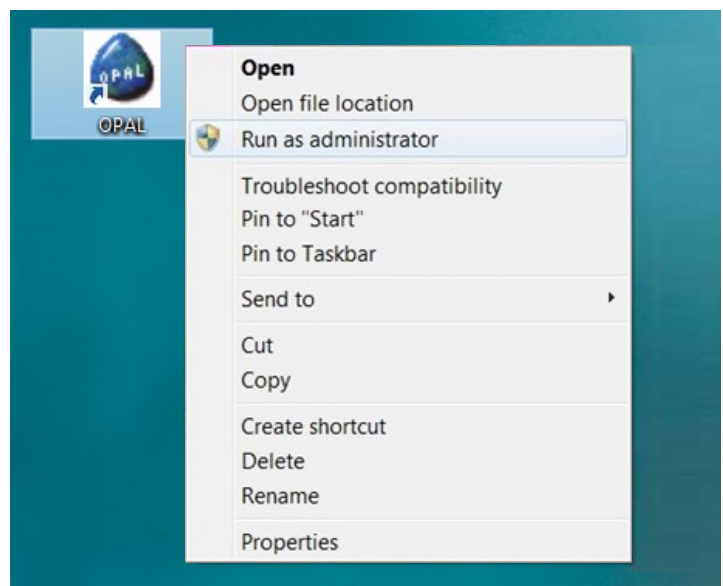 OPAL
OPAL
Open
Open file location
Run as administrator
Troubleshoot compatibility
Pin to "Start"
Pin to Taskbar
Send to
Cut
Copy
Create shortcut
Delete
Rename
Properties